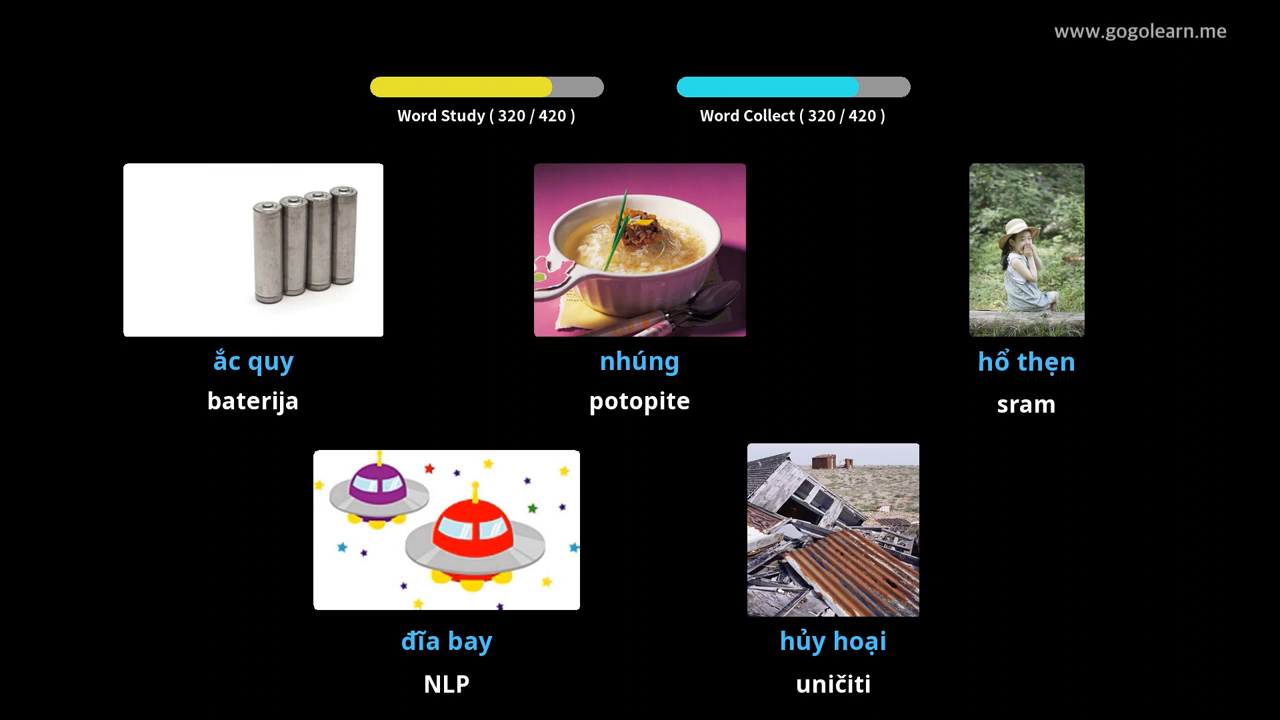 www.gogolearn.me
Word Study ( 320 / 420 )
Word Collect ( 320 / 420 )
ắc quy
baterija
nhúng
potopite
hổ thẹn
sram
đĩa bay
NLP
hủy hoại
uničiti